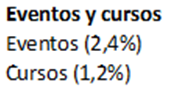 Eventos y cursos
Eventos (2,4%)
Cursos (1,2%)